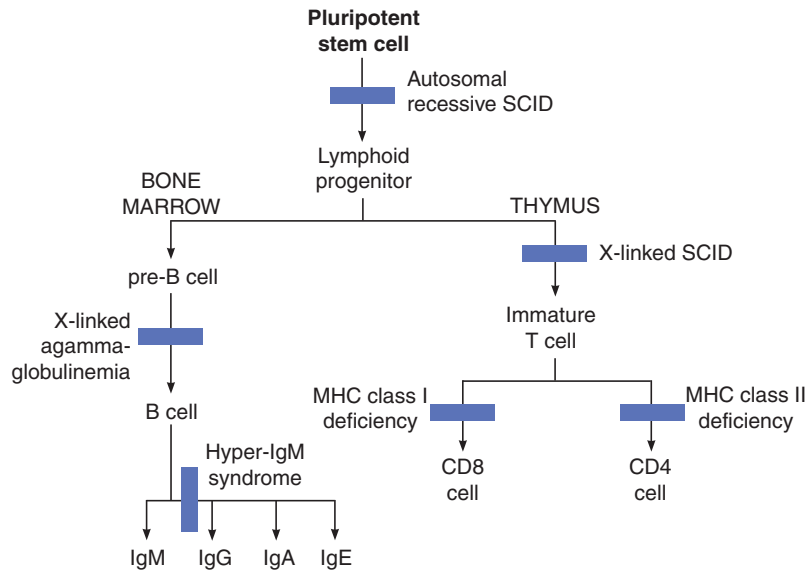 Pluripotent
stem cell
Autosomal
recessive SCID
Lymphoid
progenitor
BONE
MARROW
THYMUS
X-linked SCID
pre-B cell
Immature
T cell
X-linked
agamma-
globulinemia
MHC class I
deficiency
MHC class II
deficiency
B cell
CD8
cell
CD4
cell
Hyper-IgM
syndrome
IgM IgG IgA IgE